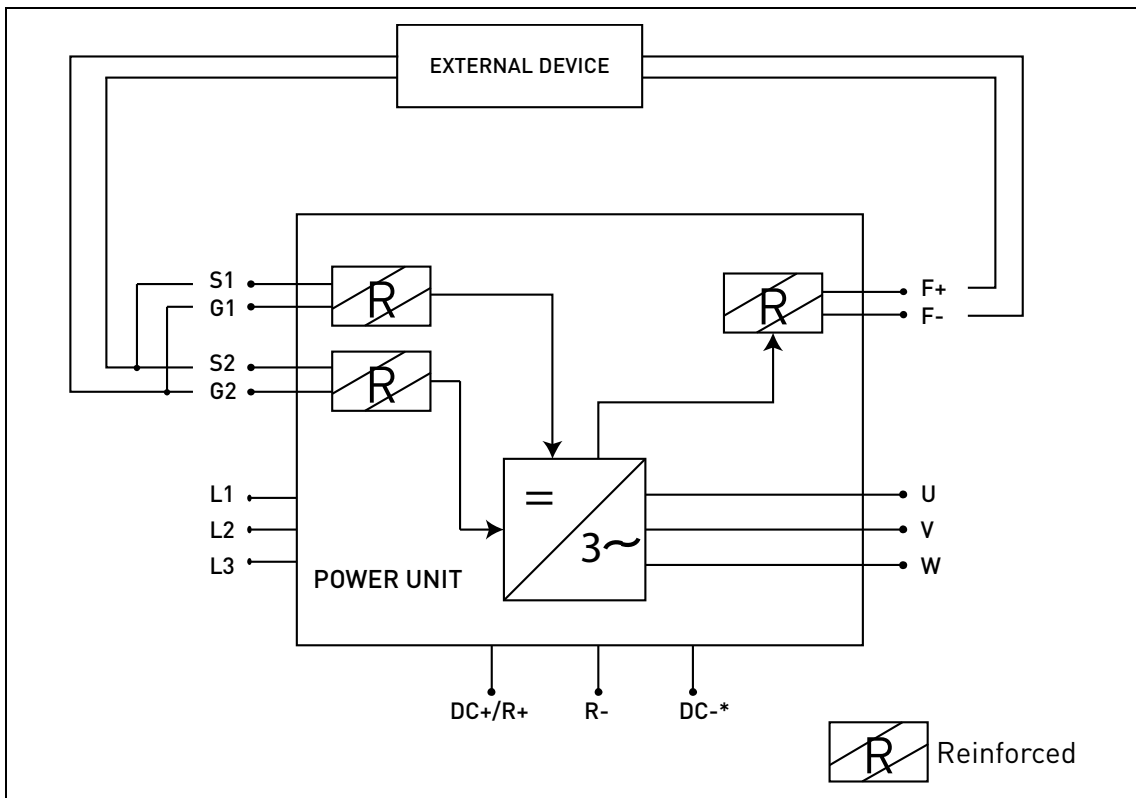 EXTERNAL DEVICE
S1
G1
S2
G2
R
R
R
F+
F-
L1
L2
L3
=
3~
U
V
W
POWER UNIT
DC+/R+
R-
DC-*
R
Reinforced